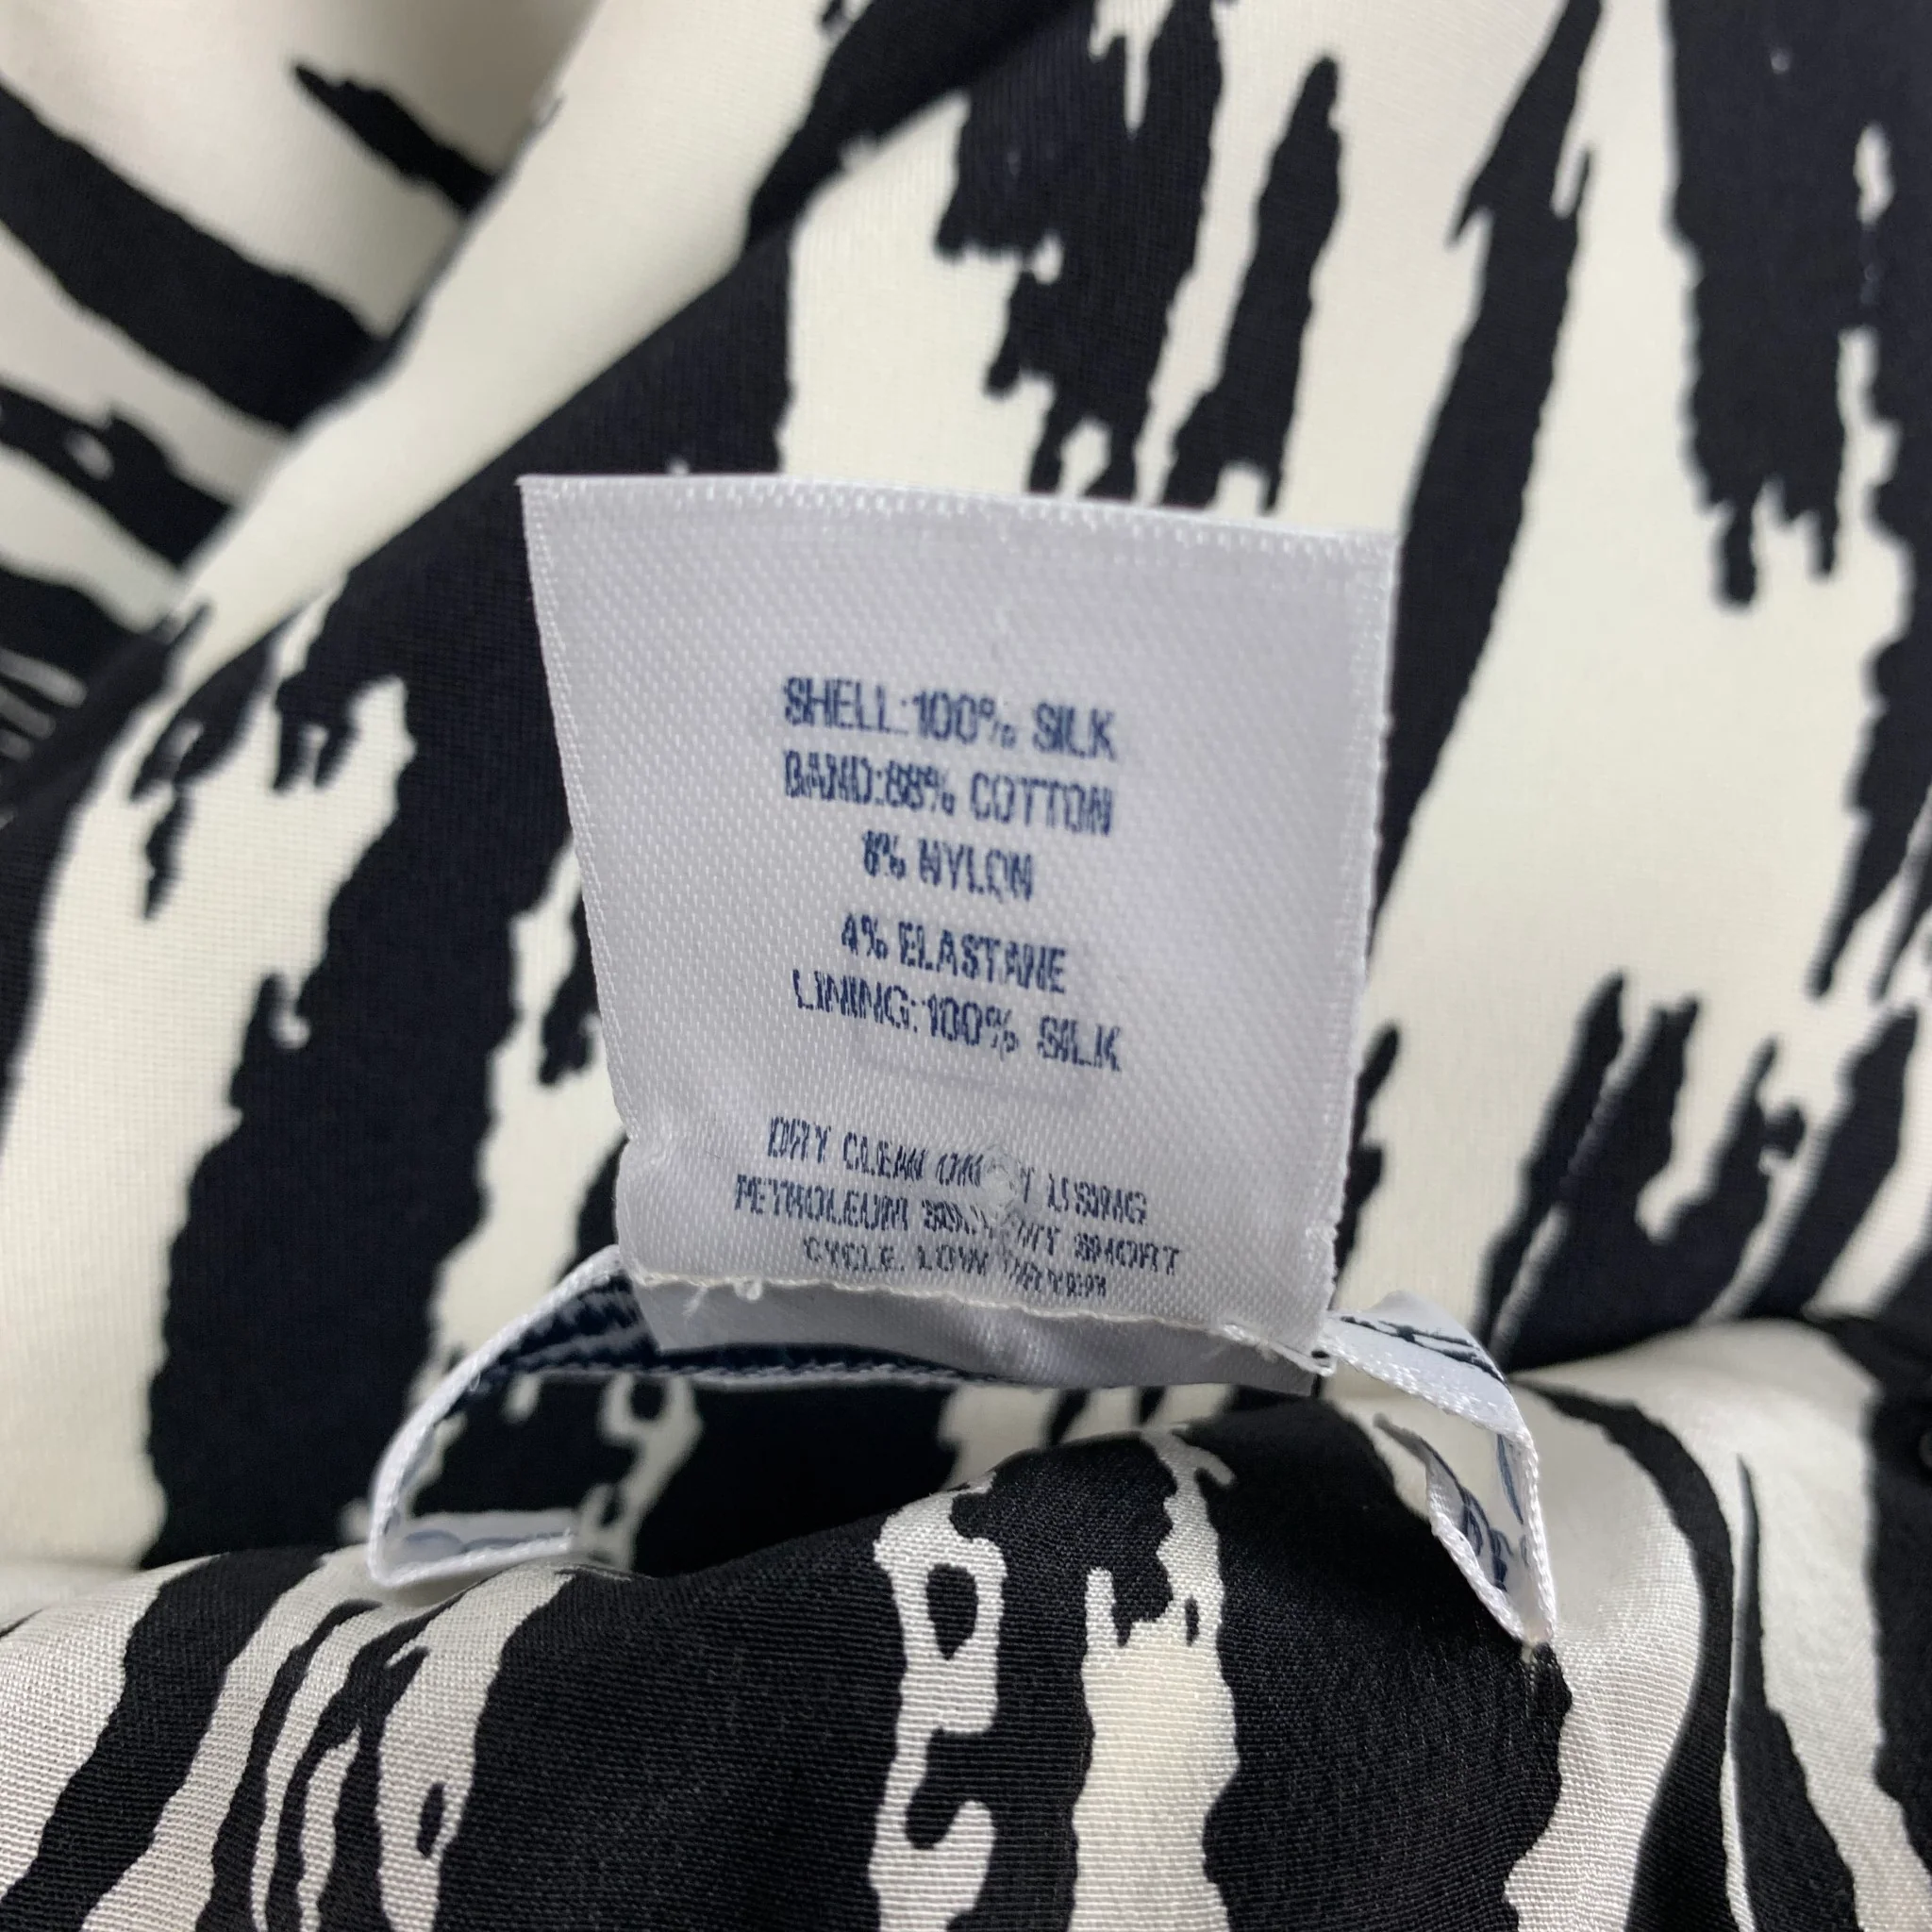 SHELL:100% SILK
BAND:88% COTTON
8% NYLON
4% ELASTANE
LINING:100% SILK
DRY CLEAN ONLY USING
PETROLEUM SOLVENT SHORT
CYCLE. LOW